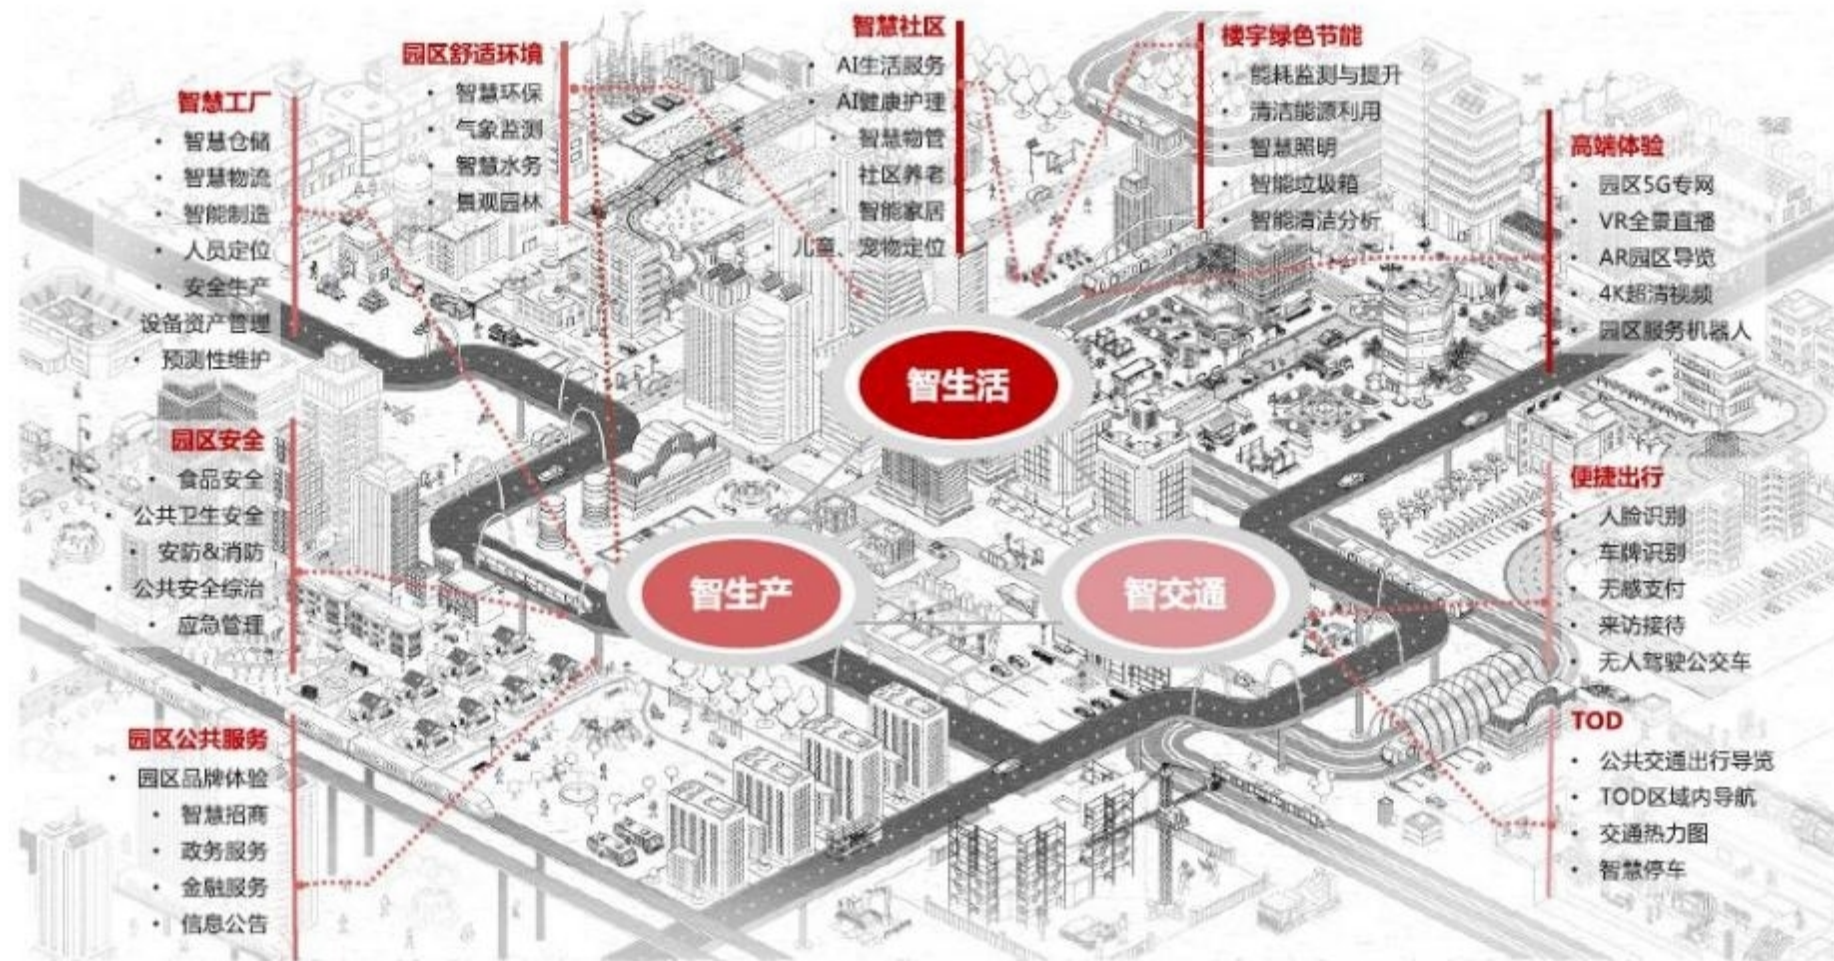 智慧工厂
• 智慧仓储
• 智慧物流
• 智能制造
• 人员定位
• 安全生产
• 设备资产管理
• 预测性维护
园区舒适环境
• 智慧环保
• 气象监测
• 智慧水务
• 景观园林
智慧社区
• AI生活服务
• AI健康护理
• 智慧物管
• 社区养老
• 智能家居
• 儿童、宠物定位
楼宇绿色节能
• 能耗监测与提升
• 清洁能源利用
• 智慧照明
• 智能垃圾箱
• 智能清洁分析
高端体验
• 园区5G专网
• VR全景直播
• AR园区导览
• 4K超清视频
• 园区服务机器人
智生活
智生产
智交通
园区安全
• 食品安全
• 公共卫生安全
• 安防&消防
• 公共安全综治
• 应急管理
便捷出行
• 人脸识别
• 车牌识别
• 无感支付
• 来访接待
• 无人驾驶公交车
园区公共服务
• 园区品牌体验
• 智慧招商
• 政务服务
• 金融服务
• 信息公告
TOD
• 公共交通出行导览
• TOD区域内导航
• 交通热力图
• 智慧停车